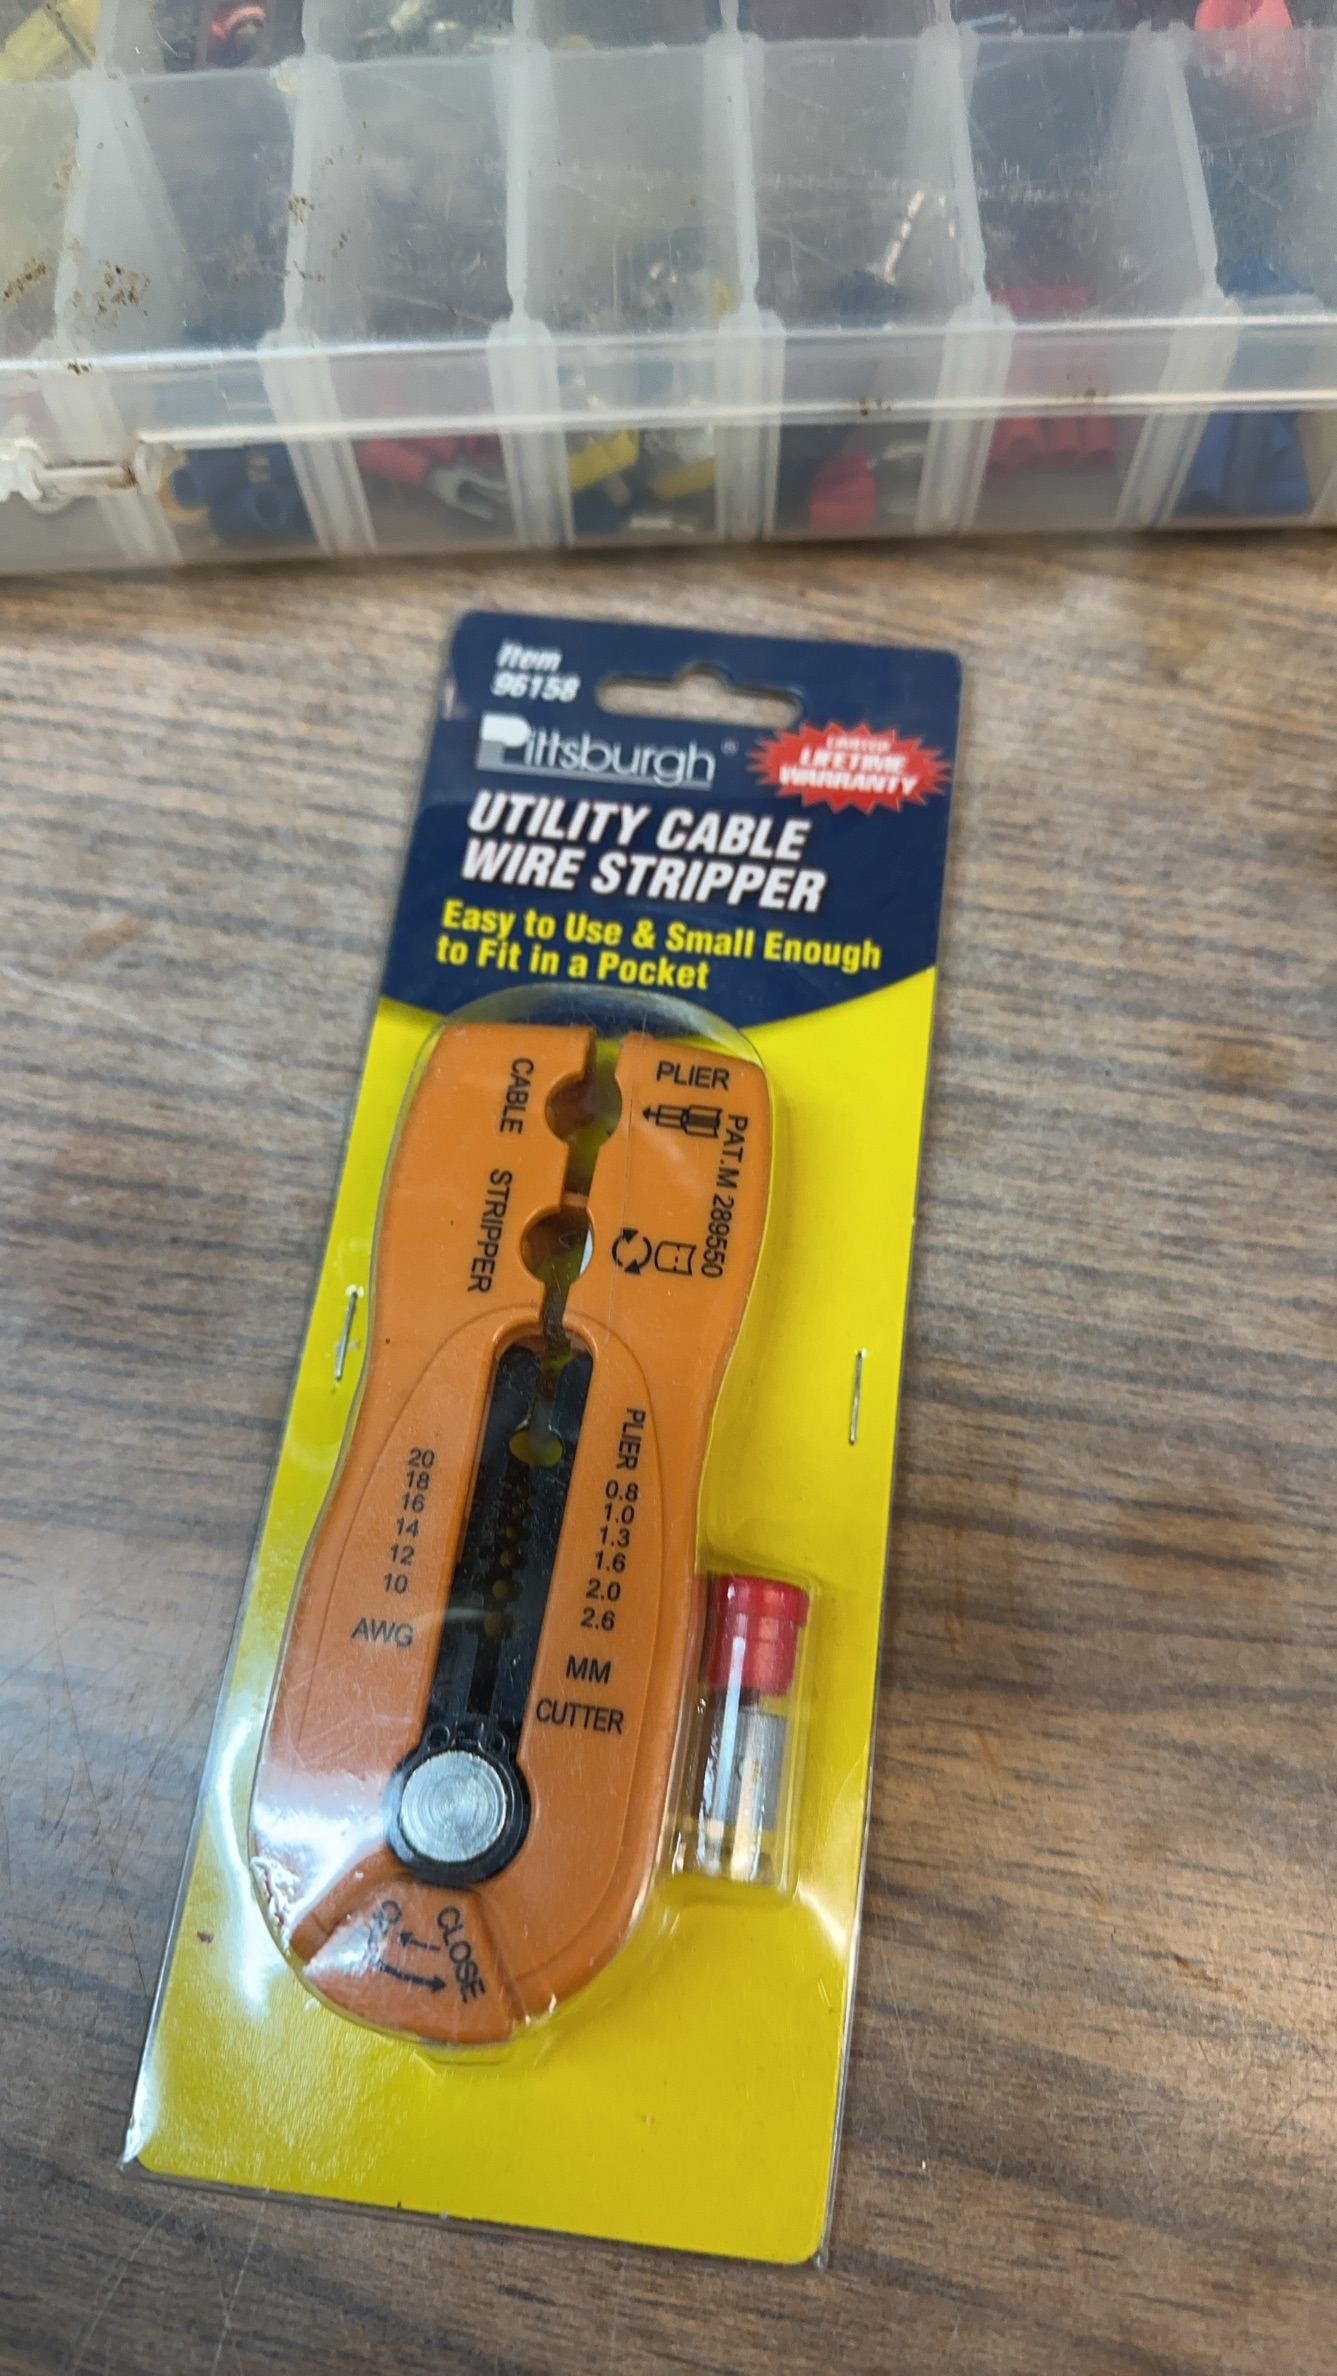 Item
96158
Pittsburgh®
LIMITED
LIFETIME
WARRANTY
UTILITY CABLE
WIRE STRIPPER
Easy to Use & Small Enough
to Fit in a Pocket
CABLE STRIPPER
PLIER
PAT.M 289550
PLIER
20
18
16
14
12
10
AWG
0.8
1.0
1.3
1.6
2.0
2.6
MM
CUTTER
CLOSE